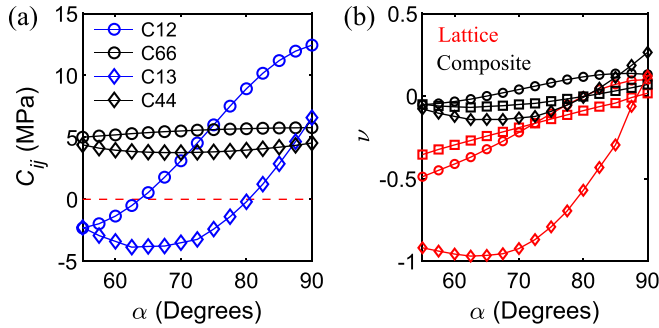 (a)
C12
C66
C13
C44
15
10
5
0
-5
C_ij (MPa)
60
70
80
90
α (Degrees)
(b)
Lattice
Composite
0.5
0
-0.5
-1
ν
60
70
80
90
α (Degrees)